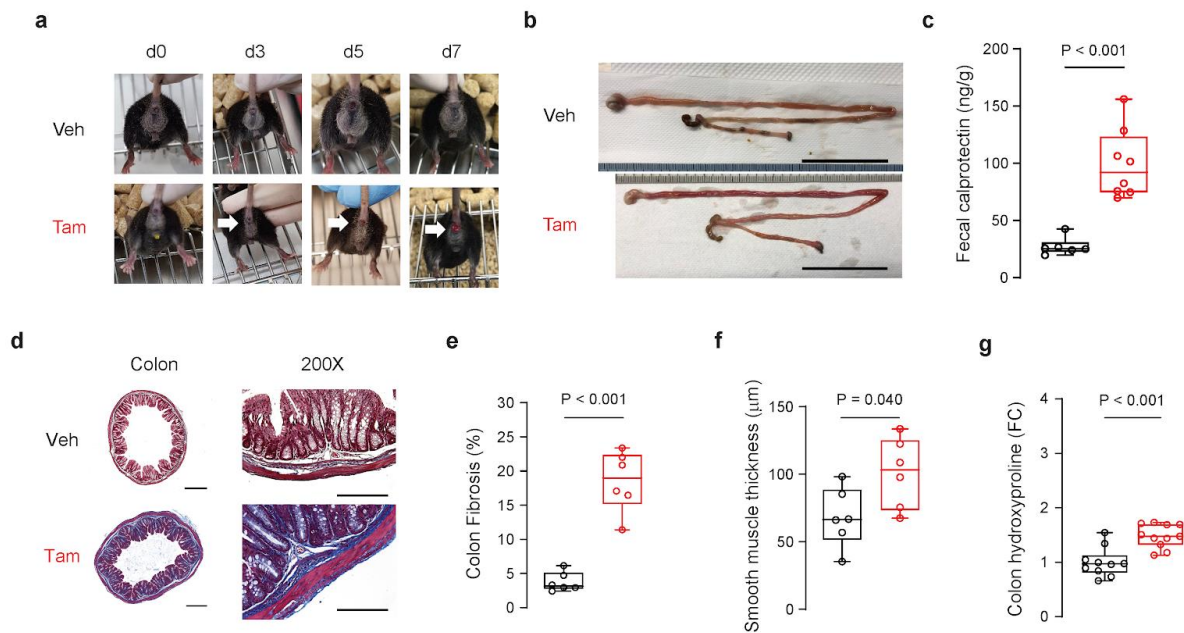 a
d0 d3 d5 d7
Veh
Tam
b
Veh
Tam
c
Fecal calprotectin (ng/g)
200
150
100
50
0
P < 0.001
d
Colon 200X
Veh
Tam
e
Colon Fibrosis (%)
30
25
20
15
10
5
0
P < 0.001
f
Smooth muscle thickness (μm)
150
100
50
0
P = 0.040
g
Colon hydroxyproline (FC)
4
3
2
1
0
P < 0.001